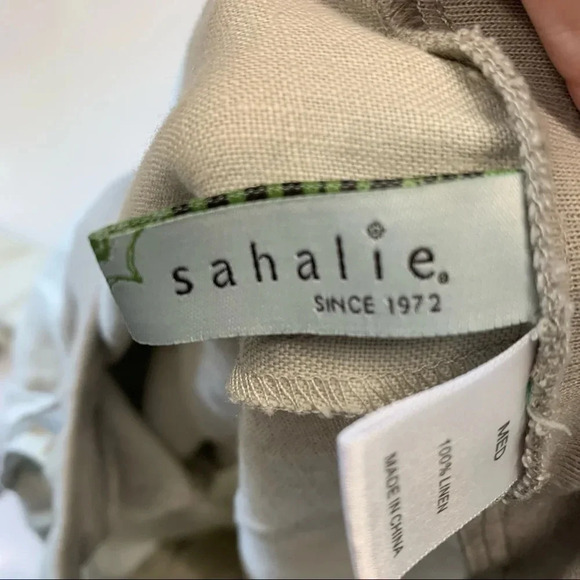 sahalie®
SINCE 1972
MED
100% LINEN
MADE IN CHINA